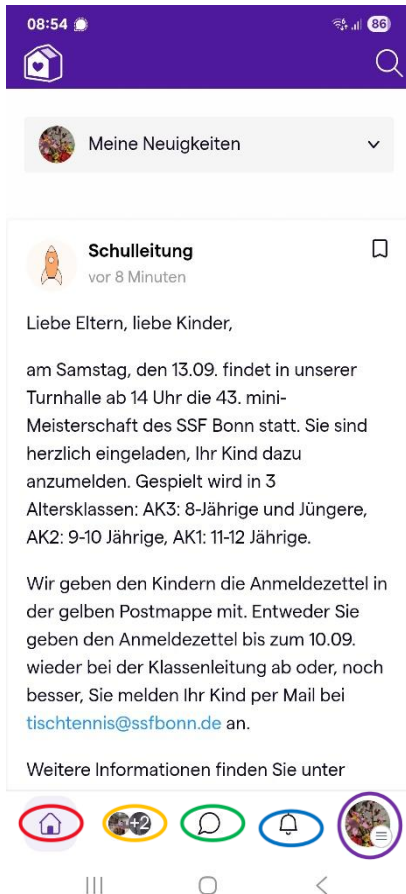 08:54 86
Meine Neuigkeiten
Schulleitung
vor 8 Minuten
Liebe Eltern, liebe Kinder,
am Samstag, den 13.09. findet in unserer
Turnhalle ab 14 Uhr die 43. mini-
Meisterschaft des SSF Bonn statt. Sie sind
herzlich eingeladen, Ihr Kind dazu
anzumelden. Gespielt wird in 3
Altersklassen: AK3: 8-Jährige und Jüngere,
AK2: 9-10 Jährige, AK1: 11-12 Jährige.
Wir geben den Kindern die Anmeldezettel in
der gelben Postmappe mit. Entweder Sie
geben den Anmeldezettel bis zum 10.09.
wieder bei der Klassenleitung ab oder, noch
besser, Sie melden Ihr Kind per Mail bei
tischtennis@ssfbonn.de an.
Weitere Informationen finden Sie unter
+2